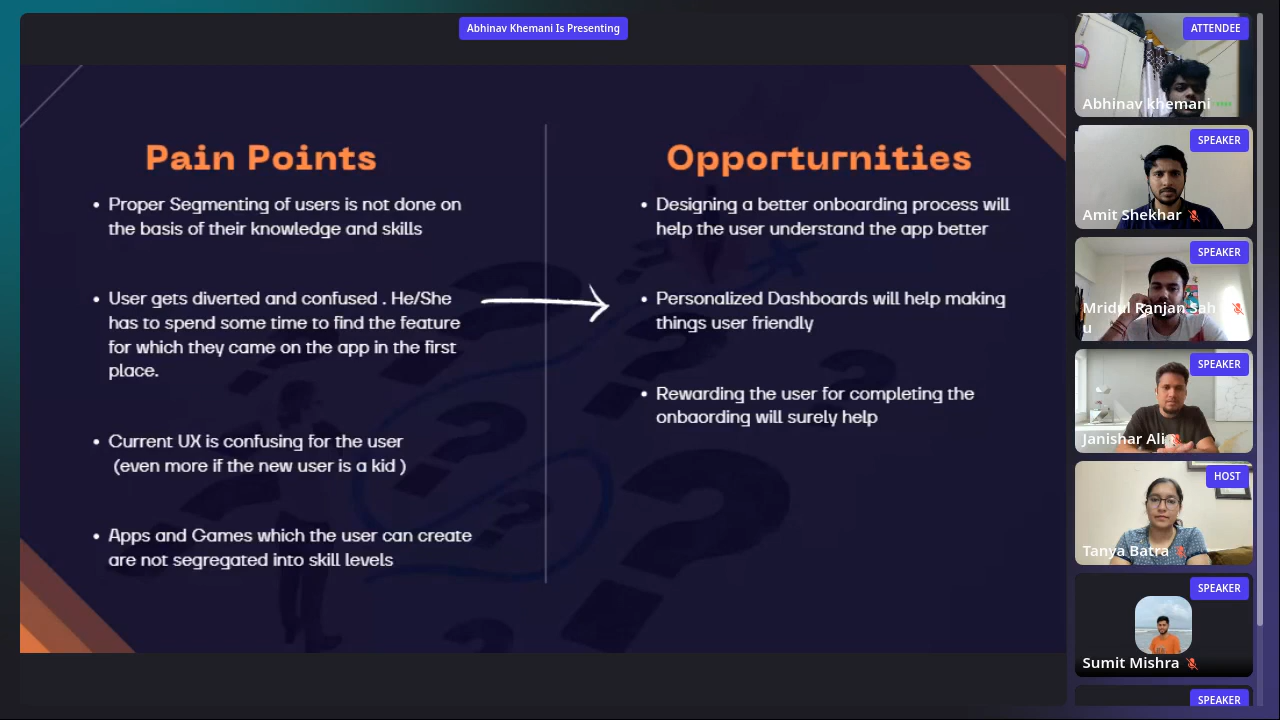 Abhinav Khemani Is Presenting
Pain Points
• Proper Segmenting of users is not done on
the basis of their knowledge and skills
• User gets diverted and confused . He/She
has to spend some time to find the feature
for which they came on the app in the first
place.
• Current UX is confusing for the user
(even more if the new user is a kid )
• Apps and Games which the user can create
are not segregated into skill levels
Opporturnities
• Designing a better onboarding process will
help the user understand the app better
• Personalized Dashboards will help making
things user friendly
• Rewarding the user for completing the
onbaording will surely help
ATTENDEE
Abhinav khemani
SPEAKER
Amit Shekhar
SPEAKER
Mridul Ranjan Sah
u
SPEAKER
Janishar Ali
HOST
Tanya Batra
SPEAKER
Sumit Mishra
SPEAKER